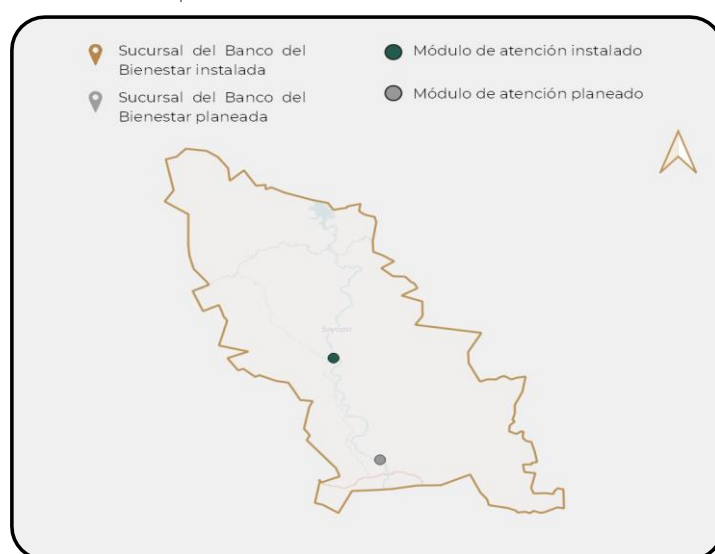 Sucursal del Banco del
Bienestar instalada
Sucursal del Banco del
Bienestar planeada
Módulo de atención instalado
Módulo de atención planeado